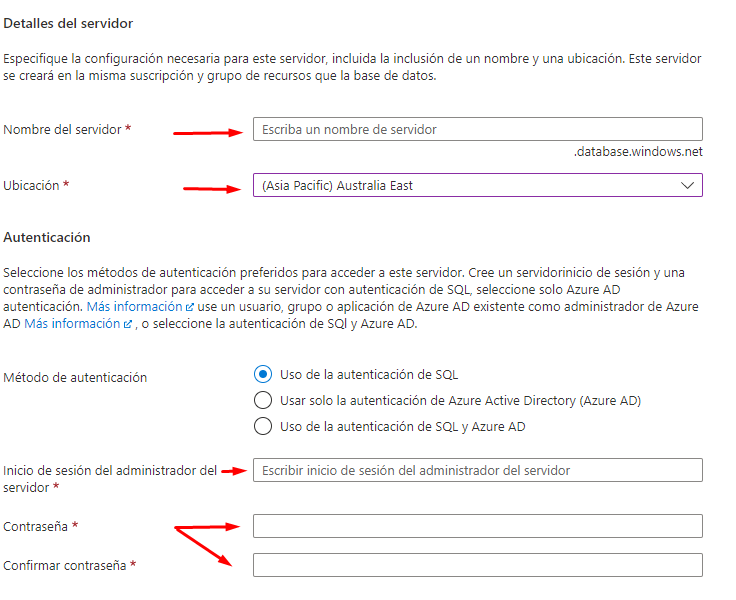 Detalles del servidor
Especifique la configuración necesaria para este servidor, incluida la inclusión de un nombre y una ubicación. Este servidor
se creará en la misma suscripción y grupo de recursos que la base de datos.
Nombre del servidor *
Escriba un nombre de servidor
.database.windows.net
Ubicación *
(Asia Pacific) Australia East
Autenticación
Seleccione los métodos de autenticación preferidos para acceder a este servidor. Cree un servidorinicio de sesión y una
contraseña de administrador para acceder a su servidor con autenticación de SQL, seleccione solo Azure AD
autenticación. Más información use un usuario, grupo o aplicación de Azure AD existente como administrador de Azure
AD Más información , o seleccione la autenticación de SQl y Azure AD.
Método de autenticación
Uso de la autenticación de SQL
Usar solo la autenticación de Azure Active Directory (Azure AD)
Uso de la autenticación de SQL y Azure AD
Inicio de sesión del administrador del
servidor *
Escribir inicio de sesión del administrador del servidor
Contraseña *
Confirmar contraseña *